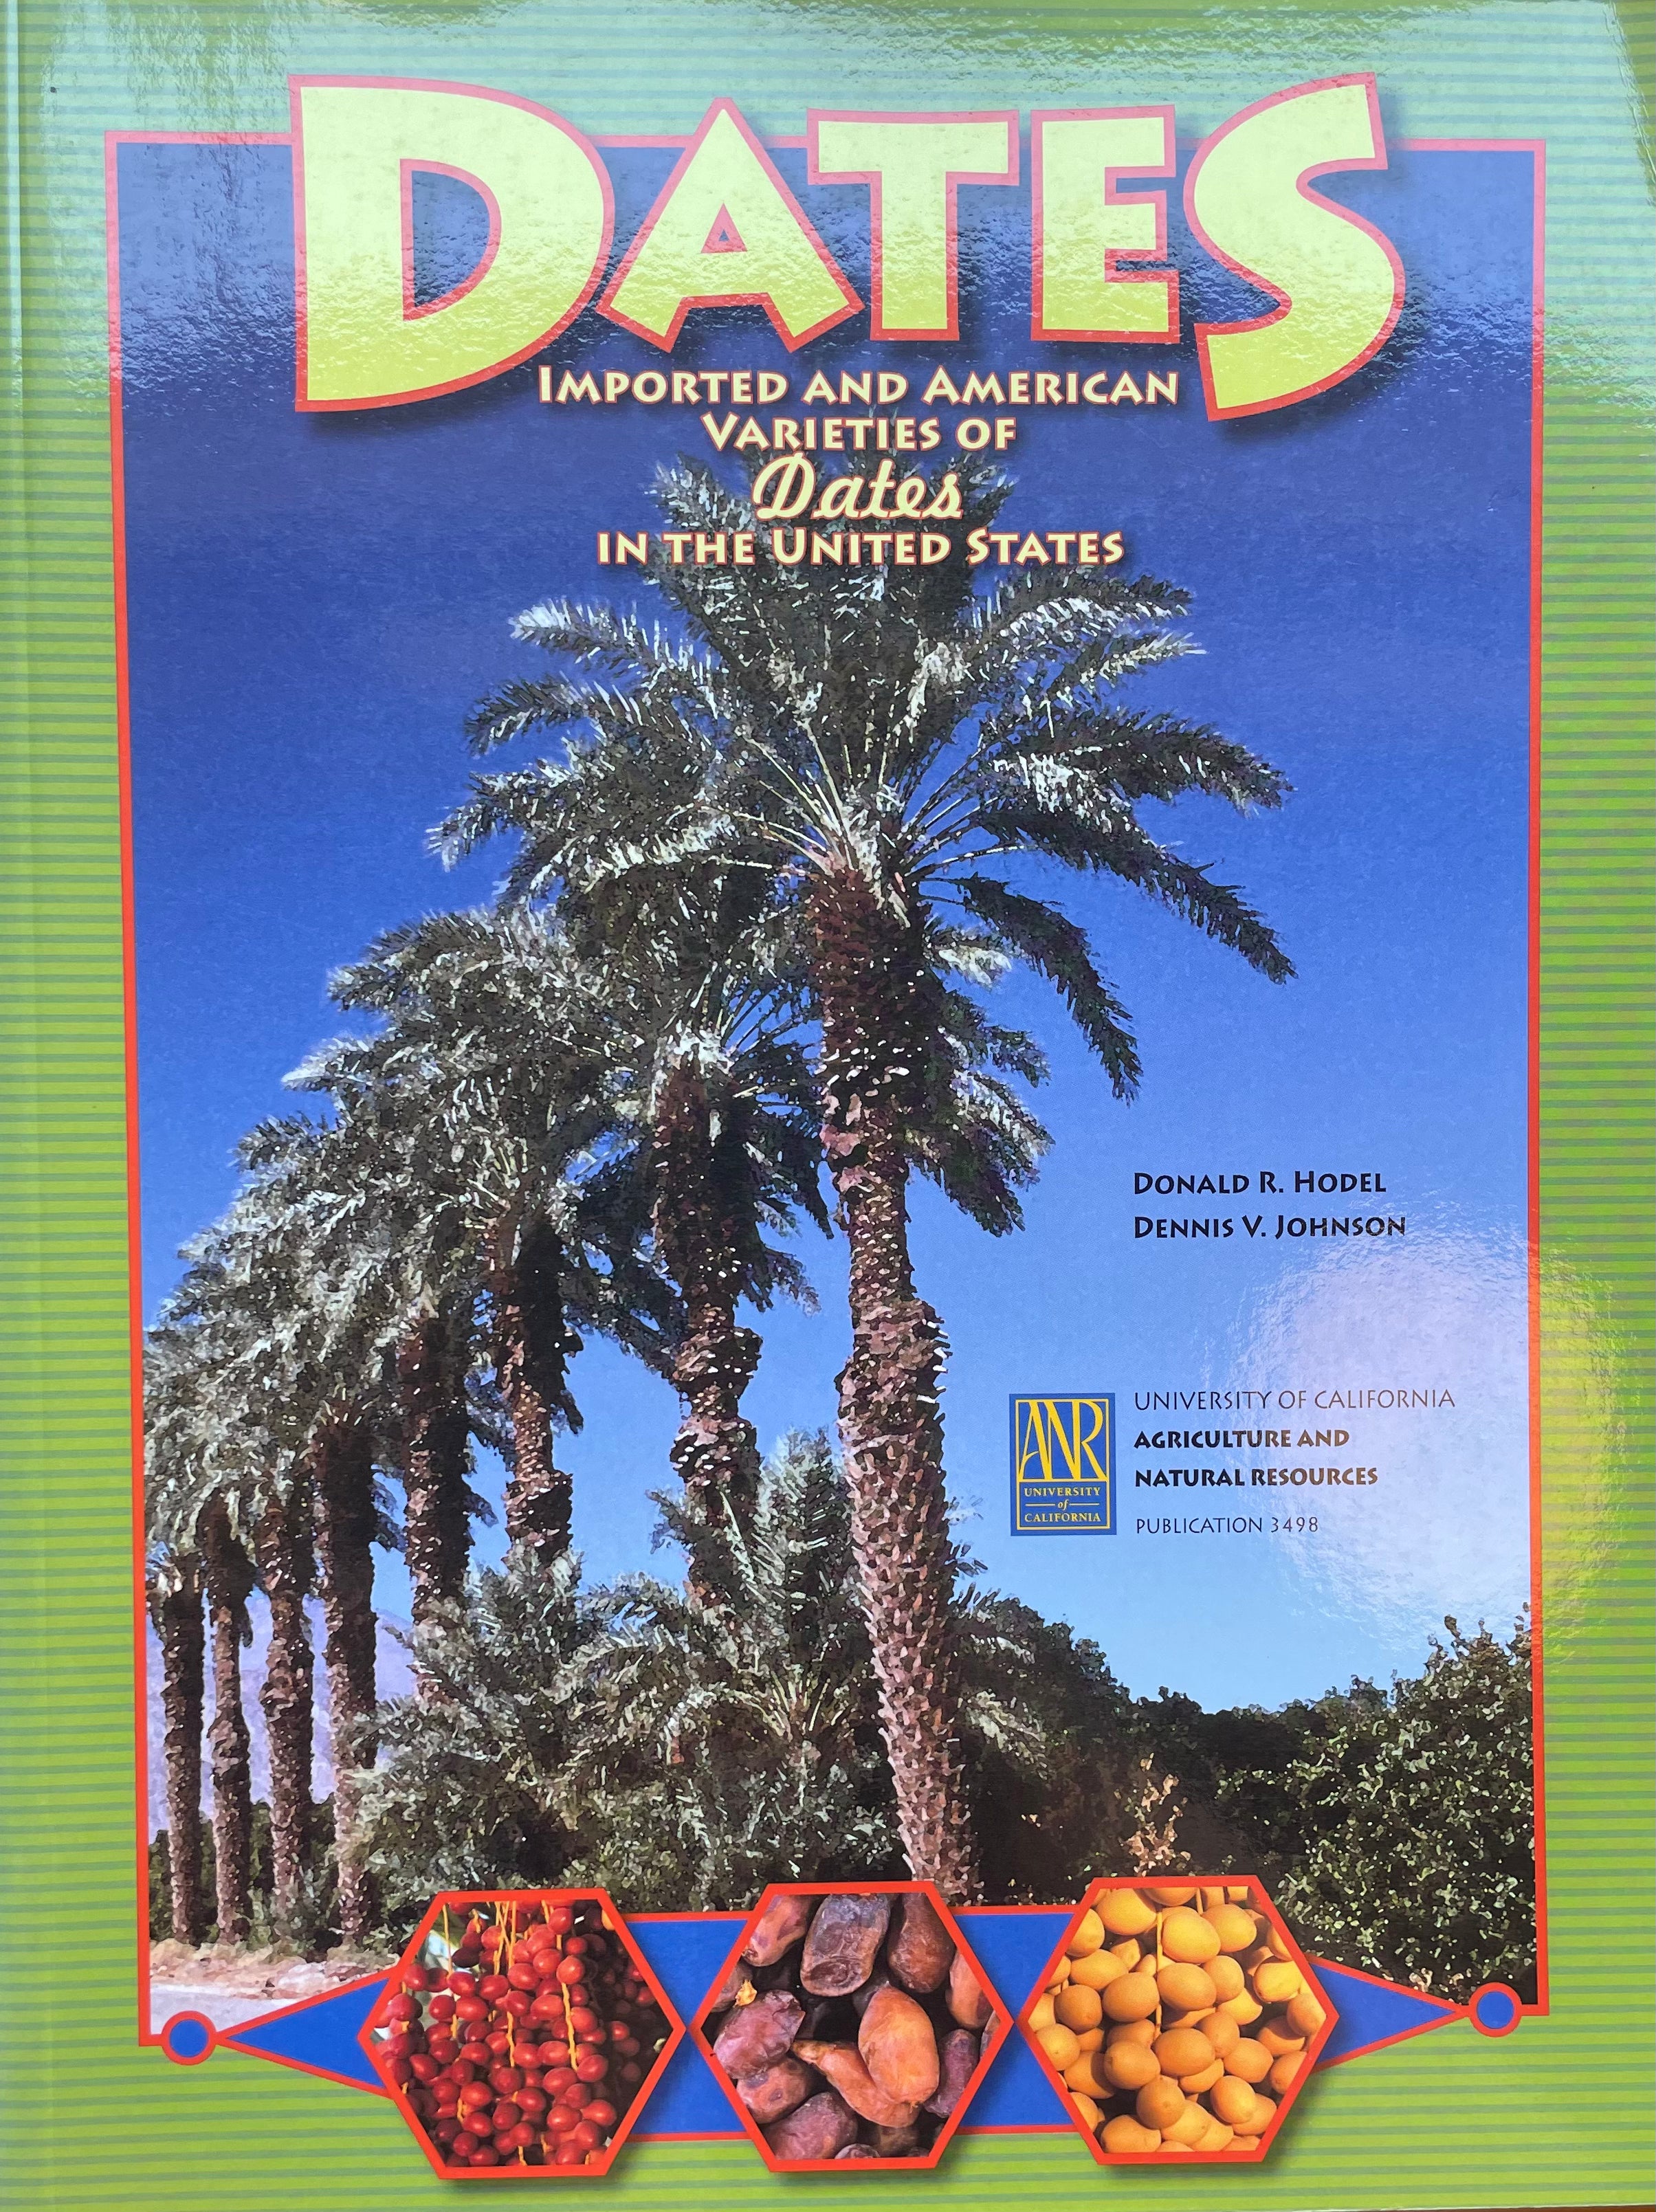 DATES
IMPORTED AND AMERICAN
VARIETIES OF
Dates
IN THE UNITED STATES
DONALD R. HODEL
DENNIS V. JOHNSON
ANR
UNIVERSITY
of
CALIFORNIA
UNIVERSITY OF CALIFORNIA
AGRICULTURE AND
NATURAL RESOURCES
PUBLICATION 3498